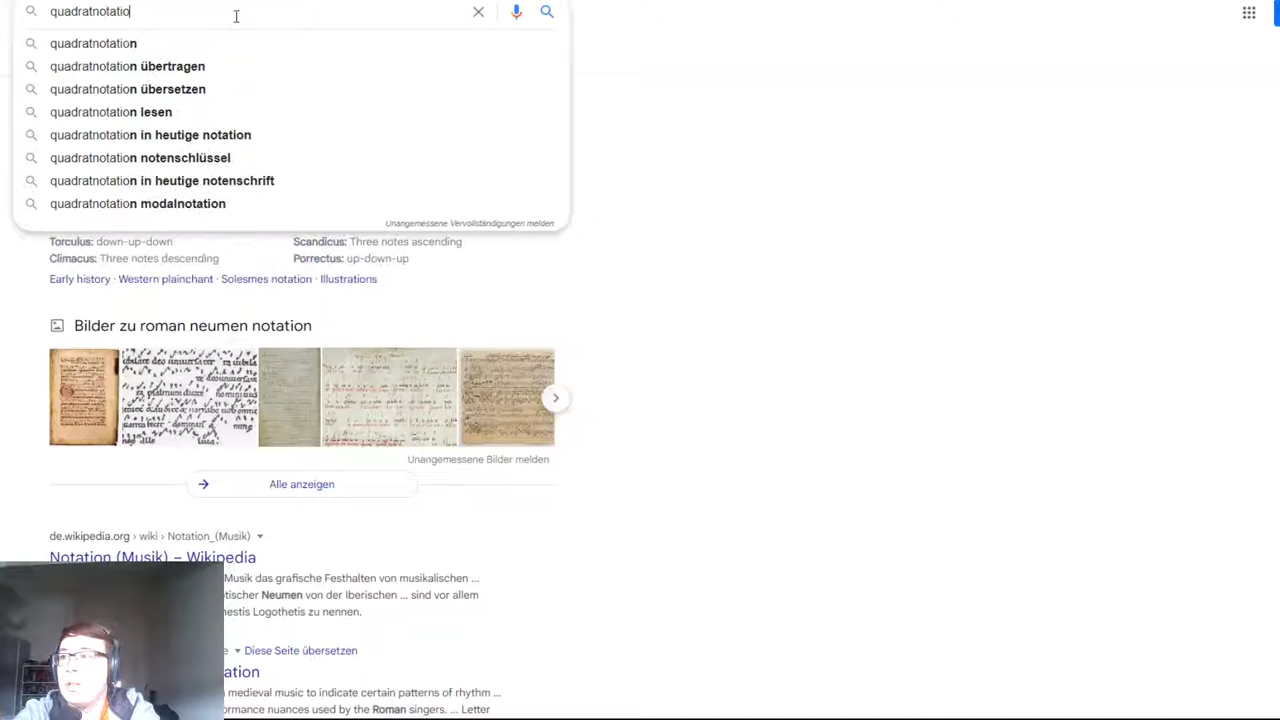 quadratnotatio
quadratnotation
quadratnotation übertragen
quadratnotation übersetzen
quadratnotation lesen
quadratnotation in heutige notation
quadratnotation notenschlüssel
quadratnotation in heutige notenschrift
quadratnotation modalnotation
Unangemessene Vervollständigungen melden
Torculus: down-up-down Scandicus: Three notes ascending
Climacus: Three notes descending Porrectus: up-down-up
Early history · Western plainchant · Solesmes notation · Illustrations
Bilder zu roman neumen notation
Unangemessene Bilder melden
Alle anzeigen
de.wikipedia.org › wiki › Notation_(Musik)
Notation (Musik) – Wikipedia
Musik das grafische Festhalten von musikalischen ...
Neumen von der Iberischen ... sind vor allem
Logothetis zu nennen.
Diese Seite übersetzen
medieval music to indicate certain patterns of rhythm ...
nuances used by the Roman singers. ... Letter